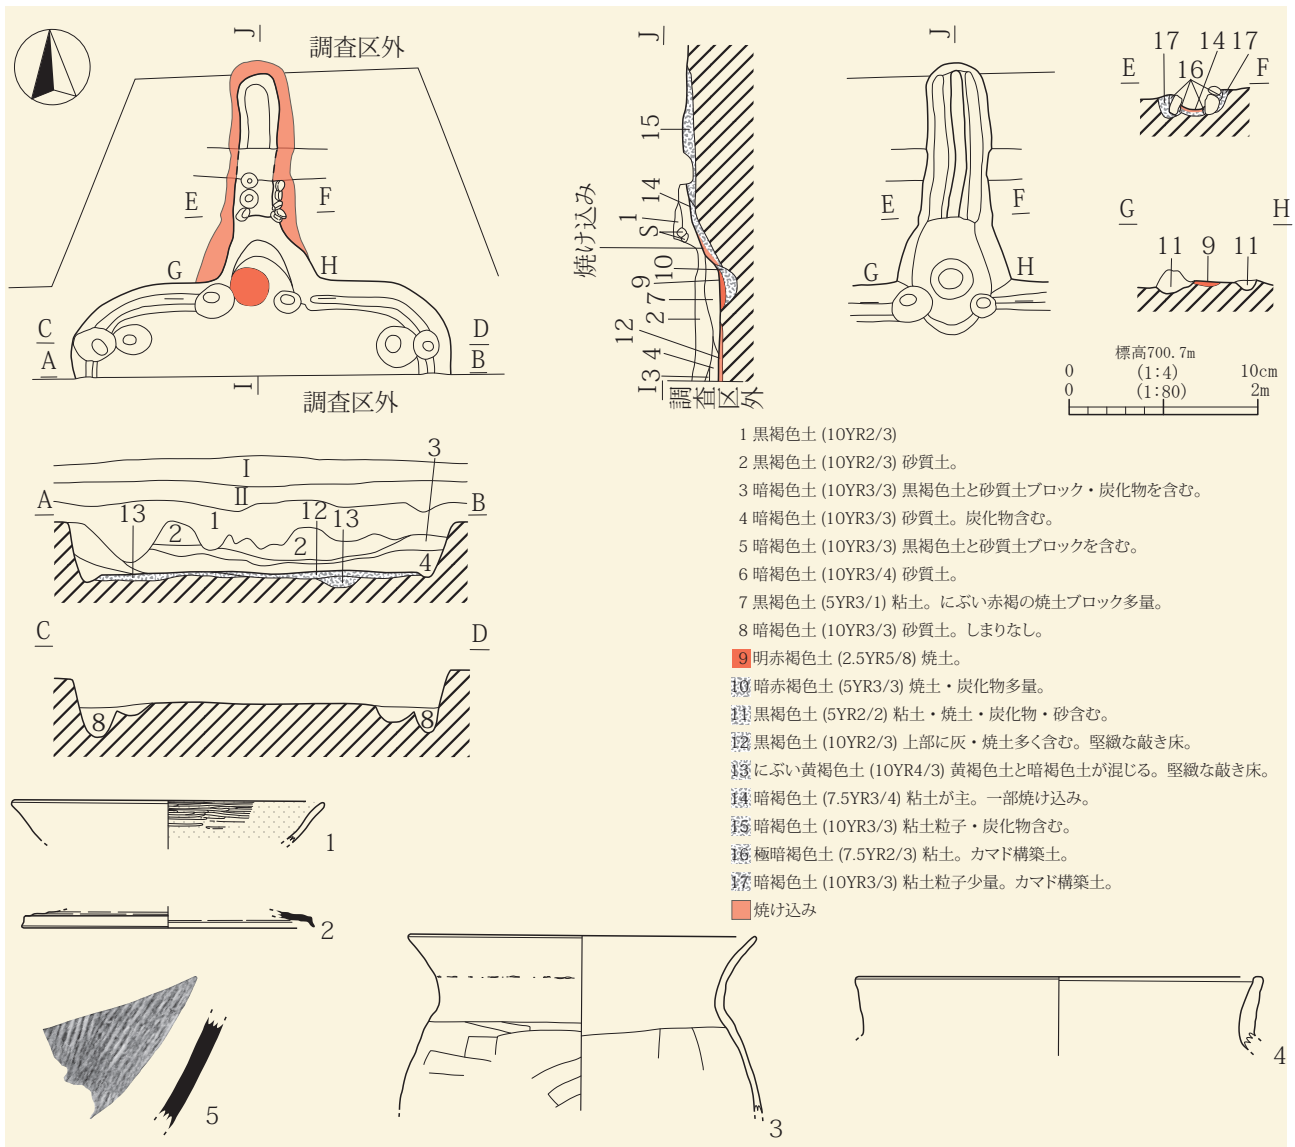 J
調査区外
E
F
G
H
C
D
A
B
I
調査区外
J
15
14
1
S
焼け込み
10
9
7
2
12
4
3
I
調査区外
J
E
F
G
H
17
14
17
16
E
F
G
H
11
9
11
標高700.7m
0
(1:4)
10cm
0
(1:80)
2m
I
II
3
A
B
13
1
12
13
2
2
4
C
D
8
8
1 黒褐色土 (10YR2/3)
2 黒褐色土 (10YR2/3) 砂質土。
3 暗褐色土 (10YR3/3) 黒褐色土と砂質土ブロック・炭化物を含む。
4 暗褐色土 (10YR3/3) 砂質土。炭化物含む。
5 暗褐色土 (10YR3/3) 黒褐色土と砂質土ブロックを含む。
6 暗褐色土 (10YR3/4) 砂質土。
7 黒褐色土 (5YR3/1) 粘土。にぶい赤褐の焼土ブロック多量。
8 暗褐色土 (10YR3/3) 砂質土。しまりなし。
9 明赤褐色土 (2.5YR5/8) 焼土。
10 暗赤褐色土 (5YR3/3) 焼土・炭化物多量。
11 黒褐色土 (5YR2/2) 粘土・焼土・炭化物・砂含む。
12 黒褐色土 (10YR2/3) 上部に灰・焼土多く含む。堅緻な敲き床。
13 にぶい黄褐色土 (10YR4/3) 黄褐色土と暗褐色土が混じる。堅緻な敲き床。
14 暗褐色土 (7.5YR3/4) 粘土が主。一部焼け込み。
15 暗褐色土 (10YR3/3) 粘土粒子・炭化物含む。
16 極暗褐色土 (7.5YR2/3) 粘土。カマド構築土。
17 暗褐色土 (10YR3/3) 粘土粒子少量。カマド構築土。
焼け込み
1
2
3
4
5